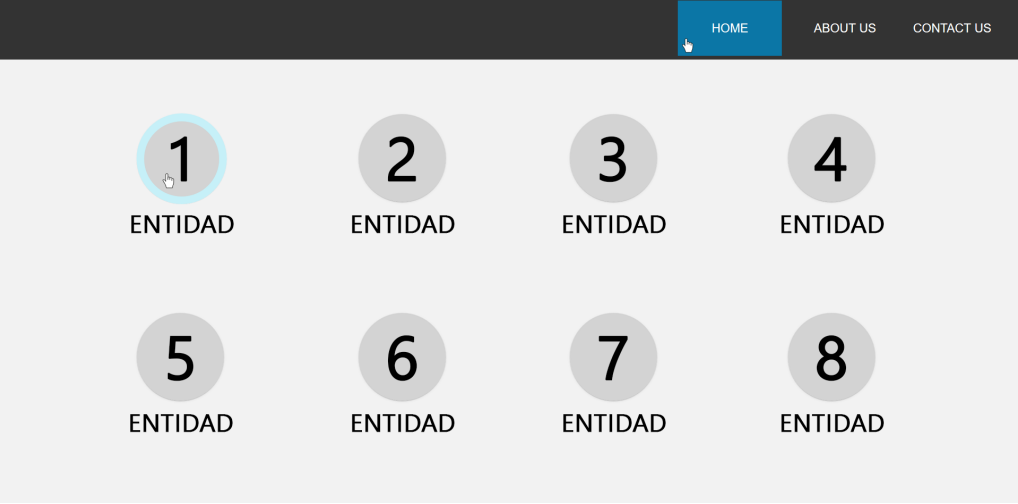 HOME ABOUT US CONTACT US
1 2 3 4
ENTIDAD ENTIDAD ENTIDAD ENTIDAD
5 6 7 8
ENTIDAD ENTIDAD ENTIDAD ENTIDAD